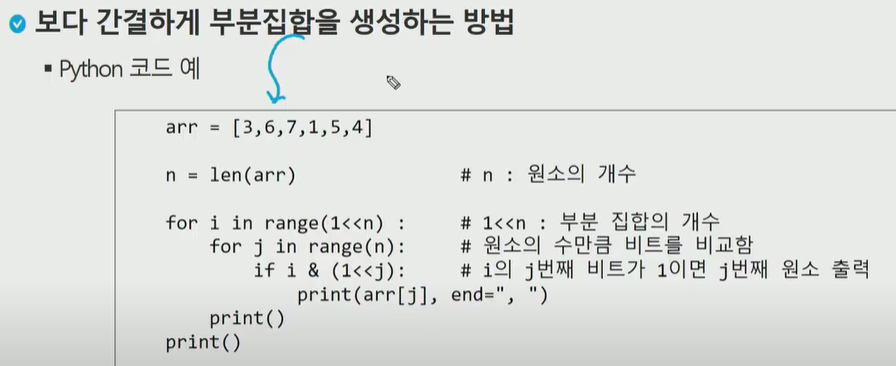 보다 간결하게 부분집합을 생성하는 방법
▪ Python 코드 예
arr = [3,6,7,1,5,4]
n = len(arr) # n : 원소의 개수
for i in range(1<<n) : # 1<<n : 부분 집합의 개수
    for j in range(n): # 원소의 수만큼 비트를 비교함
        if i & (1<<j): # i의 j번째 비트가 1이면 j번째 원소 출력
            print(arr[j], end=", ")
    print()
print()